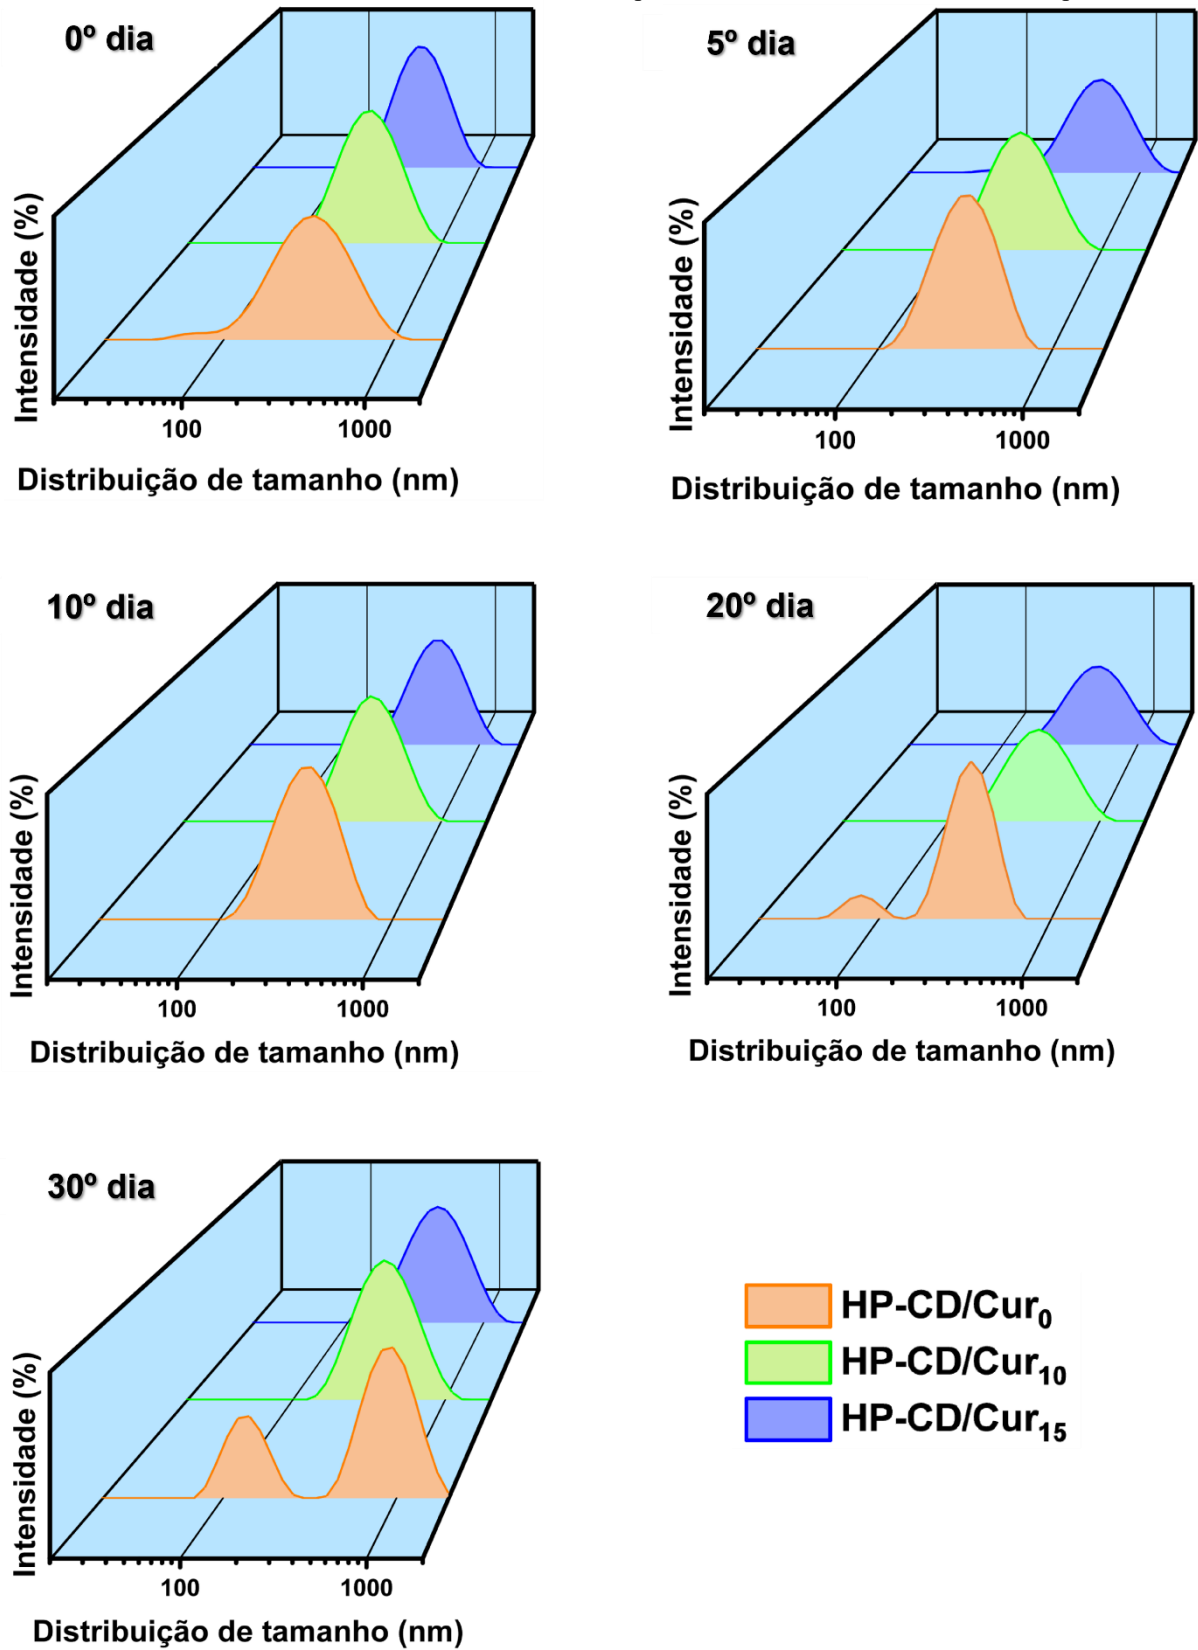 0º dia
Intensidade (%)
100 1000
Distribuição de tamanho (nm)
5º dia
Intensidade (%)
100 1000
Distribuição de tamanho (nm)
10º dia
Intensidade (%)
100 1000
Distribuição de tamanho (nm)
20º dia
Intensidade (%)
100 1000
Distribuição de tamanho (nm)
30º dia
Intensidade (%)
100 1000
Distribuição de tamanho (nm)
HP-CD/Cur₀
HP-CD/Cur₁₀
HP-CD/Cur₁₅